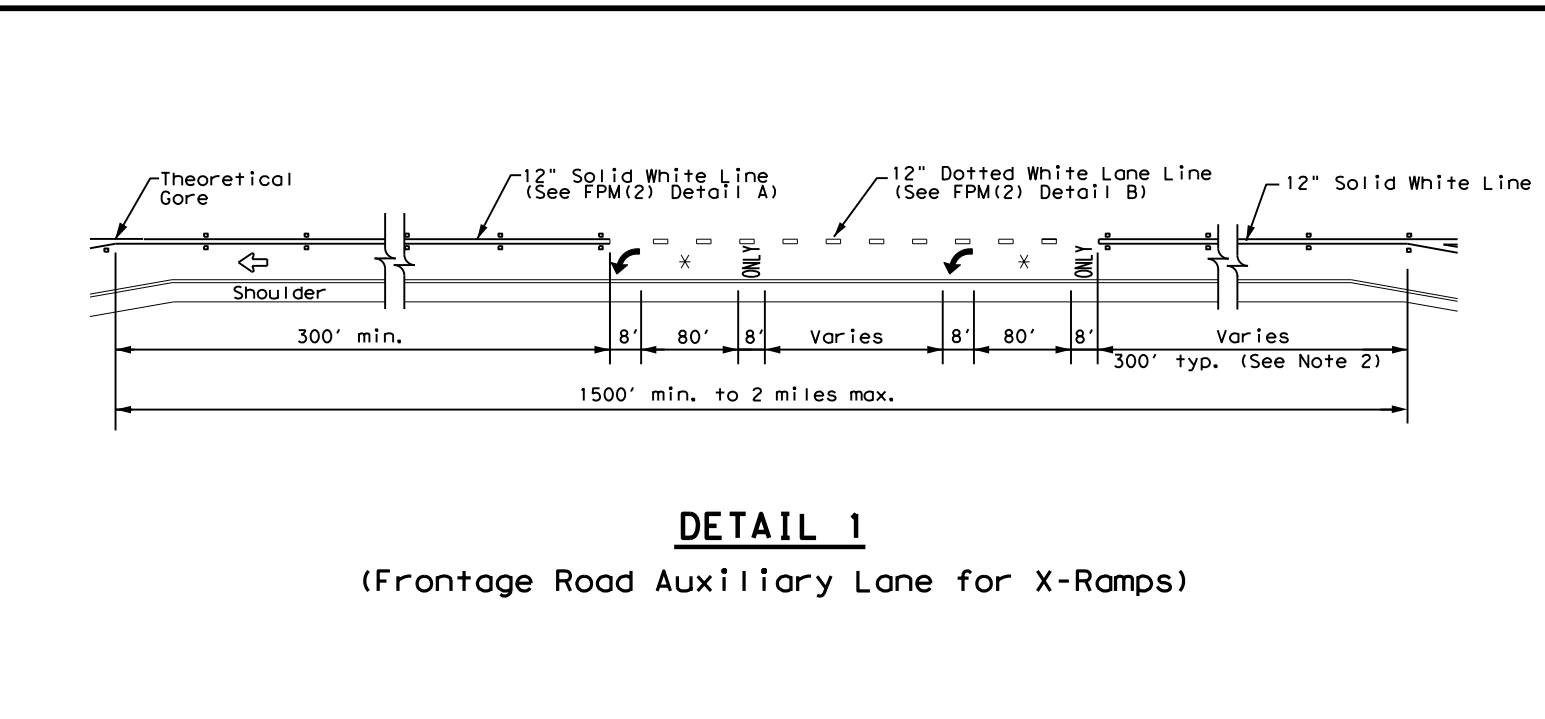 Theoretical
Gore
12" Solid White Line
(See FPM(2) Detail A)
12" Dotted White Lane Line
(See FPM(2) Detail B)
12" Solid White Line
ONLY
ONLY
Shoulder
300' min.
8'
80'
8'
Varies
8'
80'
8'
Varies
300' typ. (See Note 2)
1500' min. to 2 miles max.
DETAIL 1
(Frontage Road Auxiliary Lane for X-Ramps)